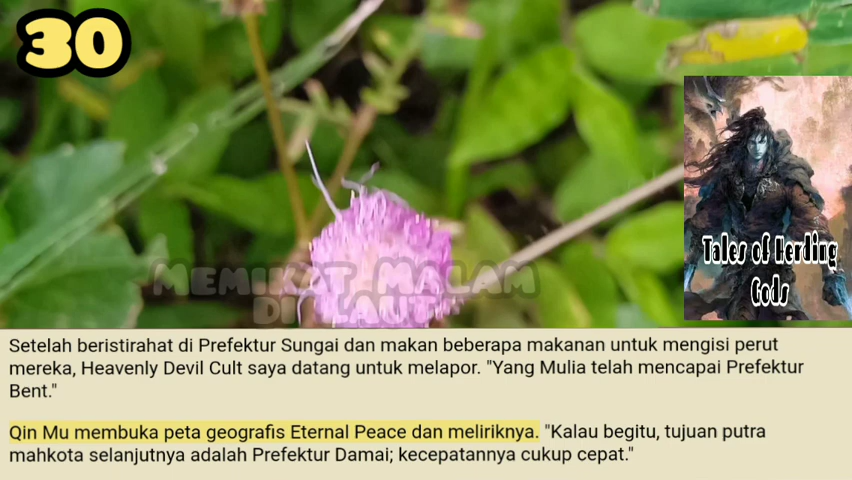 30
Tales of Herding
Gods
MEMIKAT MALAM
DI LAUT
Setelah beristirahat di Prefektur Sungai dan makan beberapa makanan untuk mengisi perut
mereka, Heavenly Devil Cult saya datang untuk melapor. "Yang Mulia telah mencapai Prefektur
Bent."
Qin Mu membuka peta geografis Eternal Peace dan meliriknya. "Kalau begitu, tujuan putra
mahkota selanjutnya adalah Prefektur Damai; kecepatannya cukup cepat."